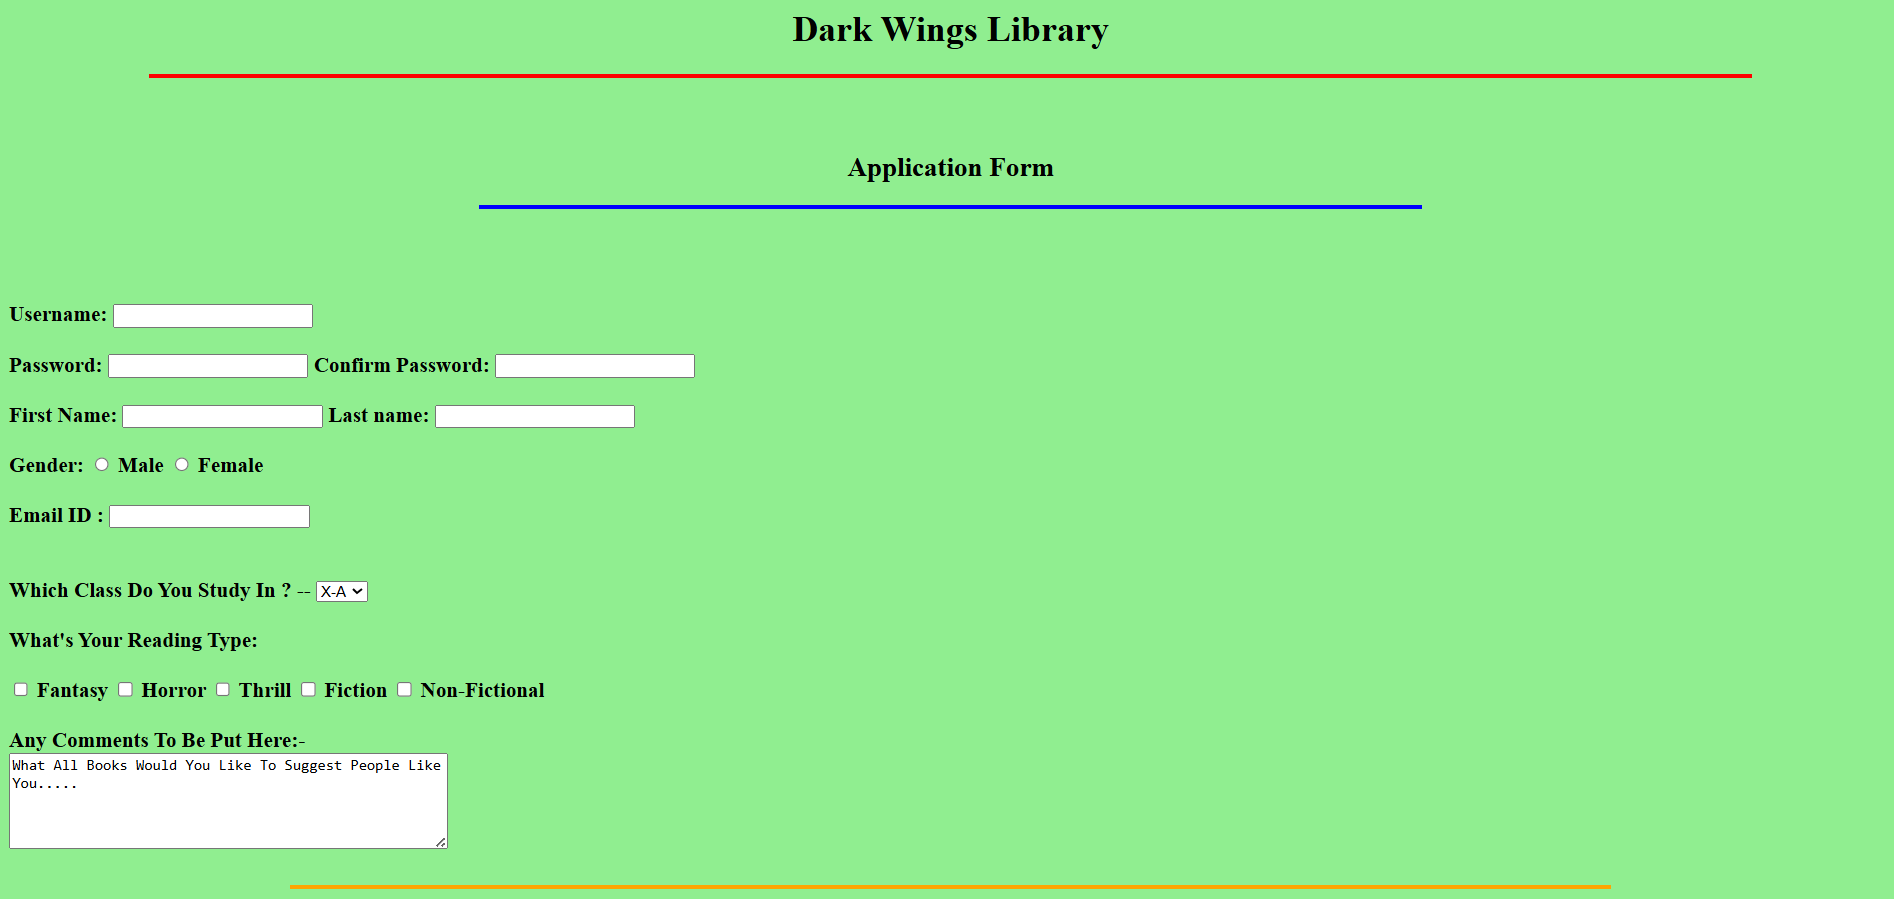 Dark Wings Library
Application Form
Username:
Password: Confirm Password:
First Name: Last name:
Gender: Male Female
Email ID :
Which Class Do You Study In ? -- X-A
What's Your Reading Type:
Fantasy Horror Thrill Fiction Non-Fictional
Any Comments To Be Put Here:-
What All Books Would You Like To Suggest People Like
You.....